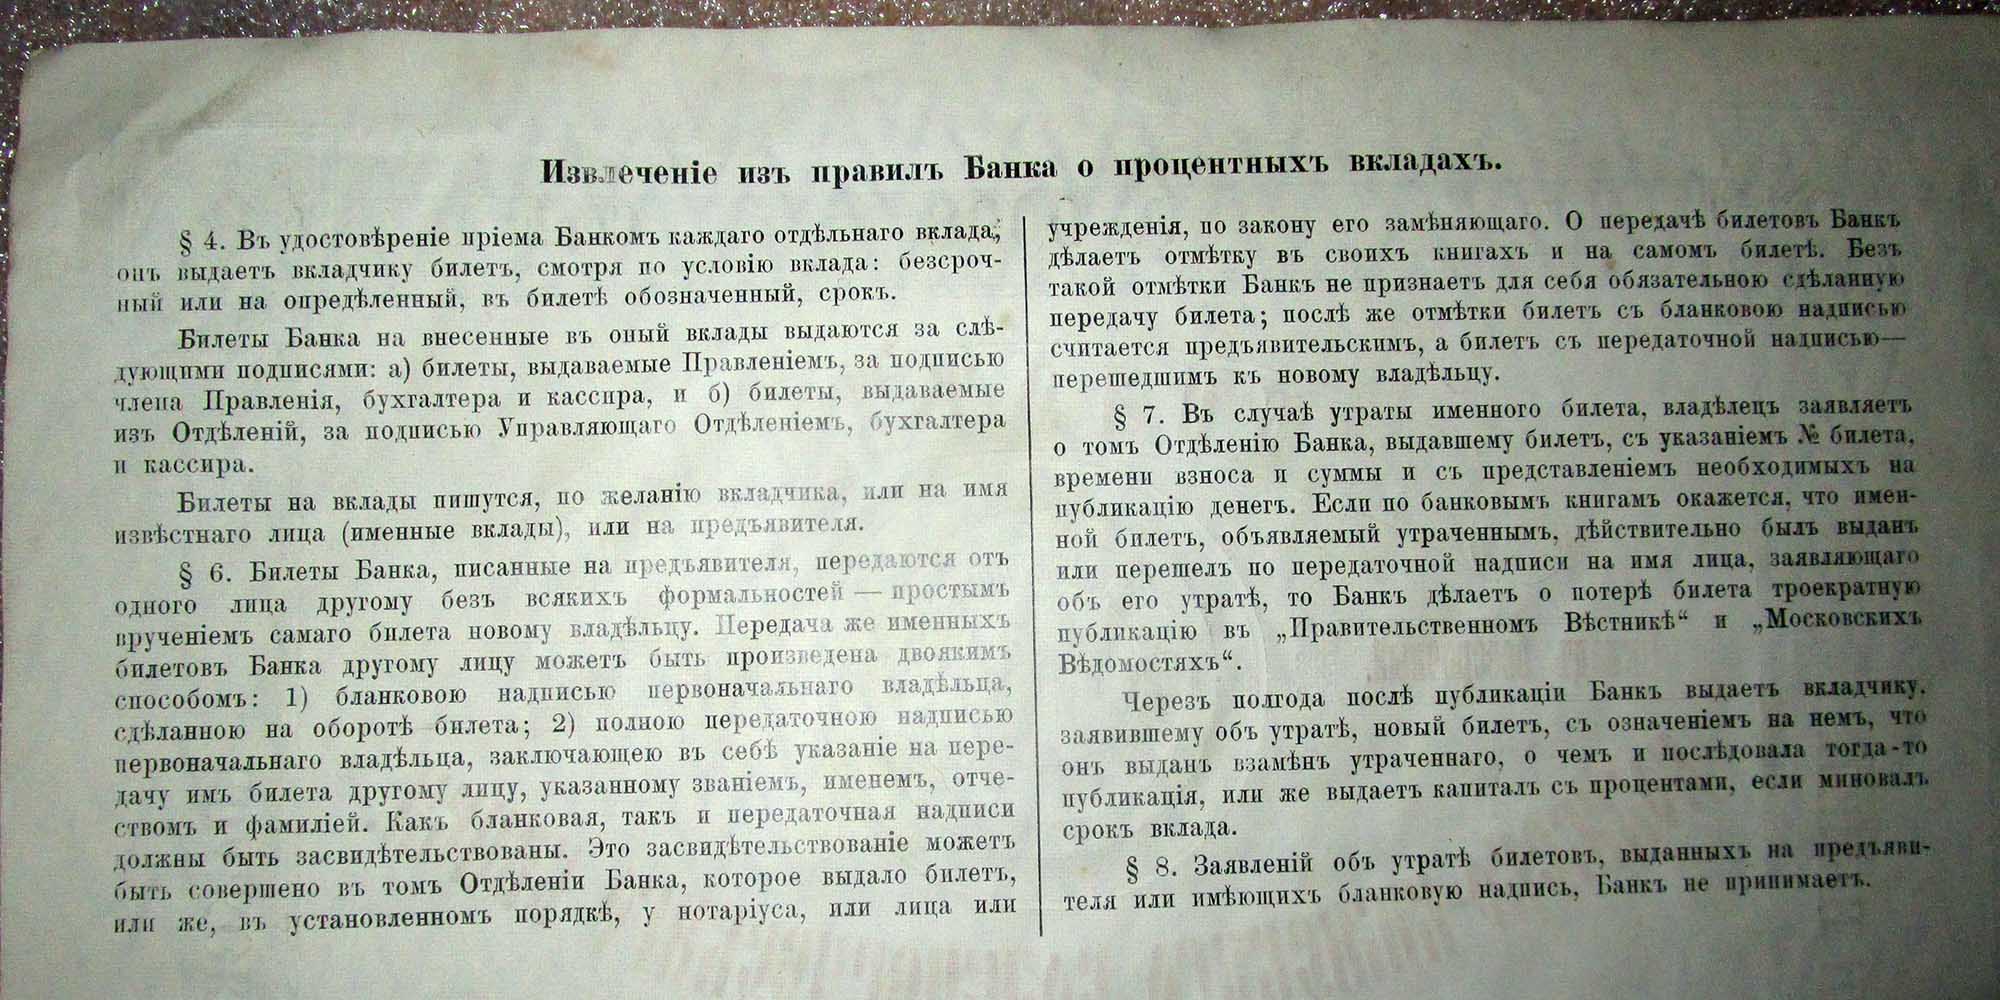 Извлеченіе изъ правилъ Банка о процентныхъ вкладахъ.
§ 4. Въ удостовѣреніе пріема Банкомъ каждаго отдѣльнаго вклада,
онъ выдаетъ вкладчику билетъ, смотря по условію вклада: безсроч-
ный или на опредѣленный, въ билетѣ обозначенный, срокъ.
Билеты Банка на внесенные въ оный вклады выдаются за слѣ-
дующими подписями: а) билеты, выдаваемые Правленіемъ, за подписью
члена Правленія, бухгалтера и кассира, и б) билеты, выдаваемые
изъ Отдѣленій, за подписью Управляющаго Отдѣленіемъ, бухгалтера
и кассира.
Билеты на вклады пишутся, по желанію вкладчика, или на имя
извѣстнаго лица (именные вклады), или на предъявителя.
§ 6. Билеты Банка, писанные на предъявителя, передаются отъ
одного лица другому безъ всякихъ формальностей — простымъ
врученіемъ самаго билета новому владѣльцу. Передача же именныхъ
билетовъ Банка другому лицу можетъ быть произведена двоякимъ
способомъ: 1) бланковою надписью первоначальнаго владѣльца,
сдѣланною на оборотѣ билета; 2) полною передаточною надписью
первоначальнаго владѣльца, заключающею въ себѣ указаніе на пере-
дачу имъ билета другому лицу, указанному званіемъ, именемъ, отче-
ствомъ и фамиліей. Какъ бланковая, такъ и передаточная надписи
должны быть засвидѣтельствованы. Это засвидѣтельствованіе можетъ
быть совершено въ томъ Отдѣленіи Банка, которое выдало билетъ,
или же, въ установленномъ порядкѣ, у нотаріуса, или лица или
учрежденія, по закону его замѣняющаго. О передачѣ билетовъ Банкъ
дѣлаетъ отмѣтку въ своихъ книгахъ и на самомъ билетѣ. Безъ
такой отмѣтки Банкъ не признаетъ для себя обязательною сдѣланную
передачу билета; послѣ же отмѣтки билетъ съ бланковою надписью
считается предъявительскимъ, а билетъ съ передаточной надписью—
перешедшимъ къ новому владѣльцу.
§ 7. Въ случаѣ утраты именного билета, владѣлецъ заявляетъ
о томъ Отдѣленію Банка, выдавшему билетъ, съ указаніемъ № билета,
времени взноса и суммы и съ представленіемъ необходимыхъ на
публикацію денегъ. Если по банковымъ книгамъ окажется, что имен-
ной билетъ, объявляемый утраченнымъ, дѣйствительно былъ выданъ
или перешелъ по передаточной надписи на имя лица, заявляющаго
объ его утратѣ, то Банкъ дѣлаетъ о потерѣ билета троекратную
публикацію въ „Правительственномъ Вѣстникѣ“ и „Московскихъ
Вѣдомостяхъ“.
Черезъ полгода послѣ публикаціи Банкъ выдаетъ вкладчику,
заявившему объ утратѣ, новый билетъ, съ означеніемъ на немъ, что
онъ выданъ взамѣнъ утраченнаго, о чемъ и послѣдовала тогда-то
публикація, или же выдаетъ капиталъ съ процентами, если миновалъ
срокъ вклада.
§ 8. Заявленій объ утратѣ билетовъ, выданныхъ на предъяви-
теля или имѣющихъ бланковую надпись, Банкъ не принимаетъ.